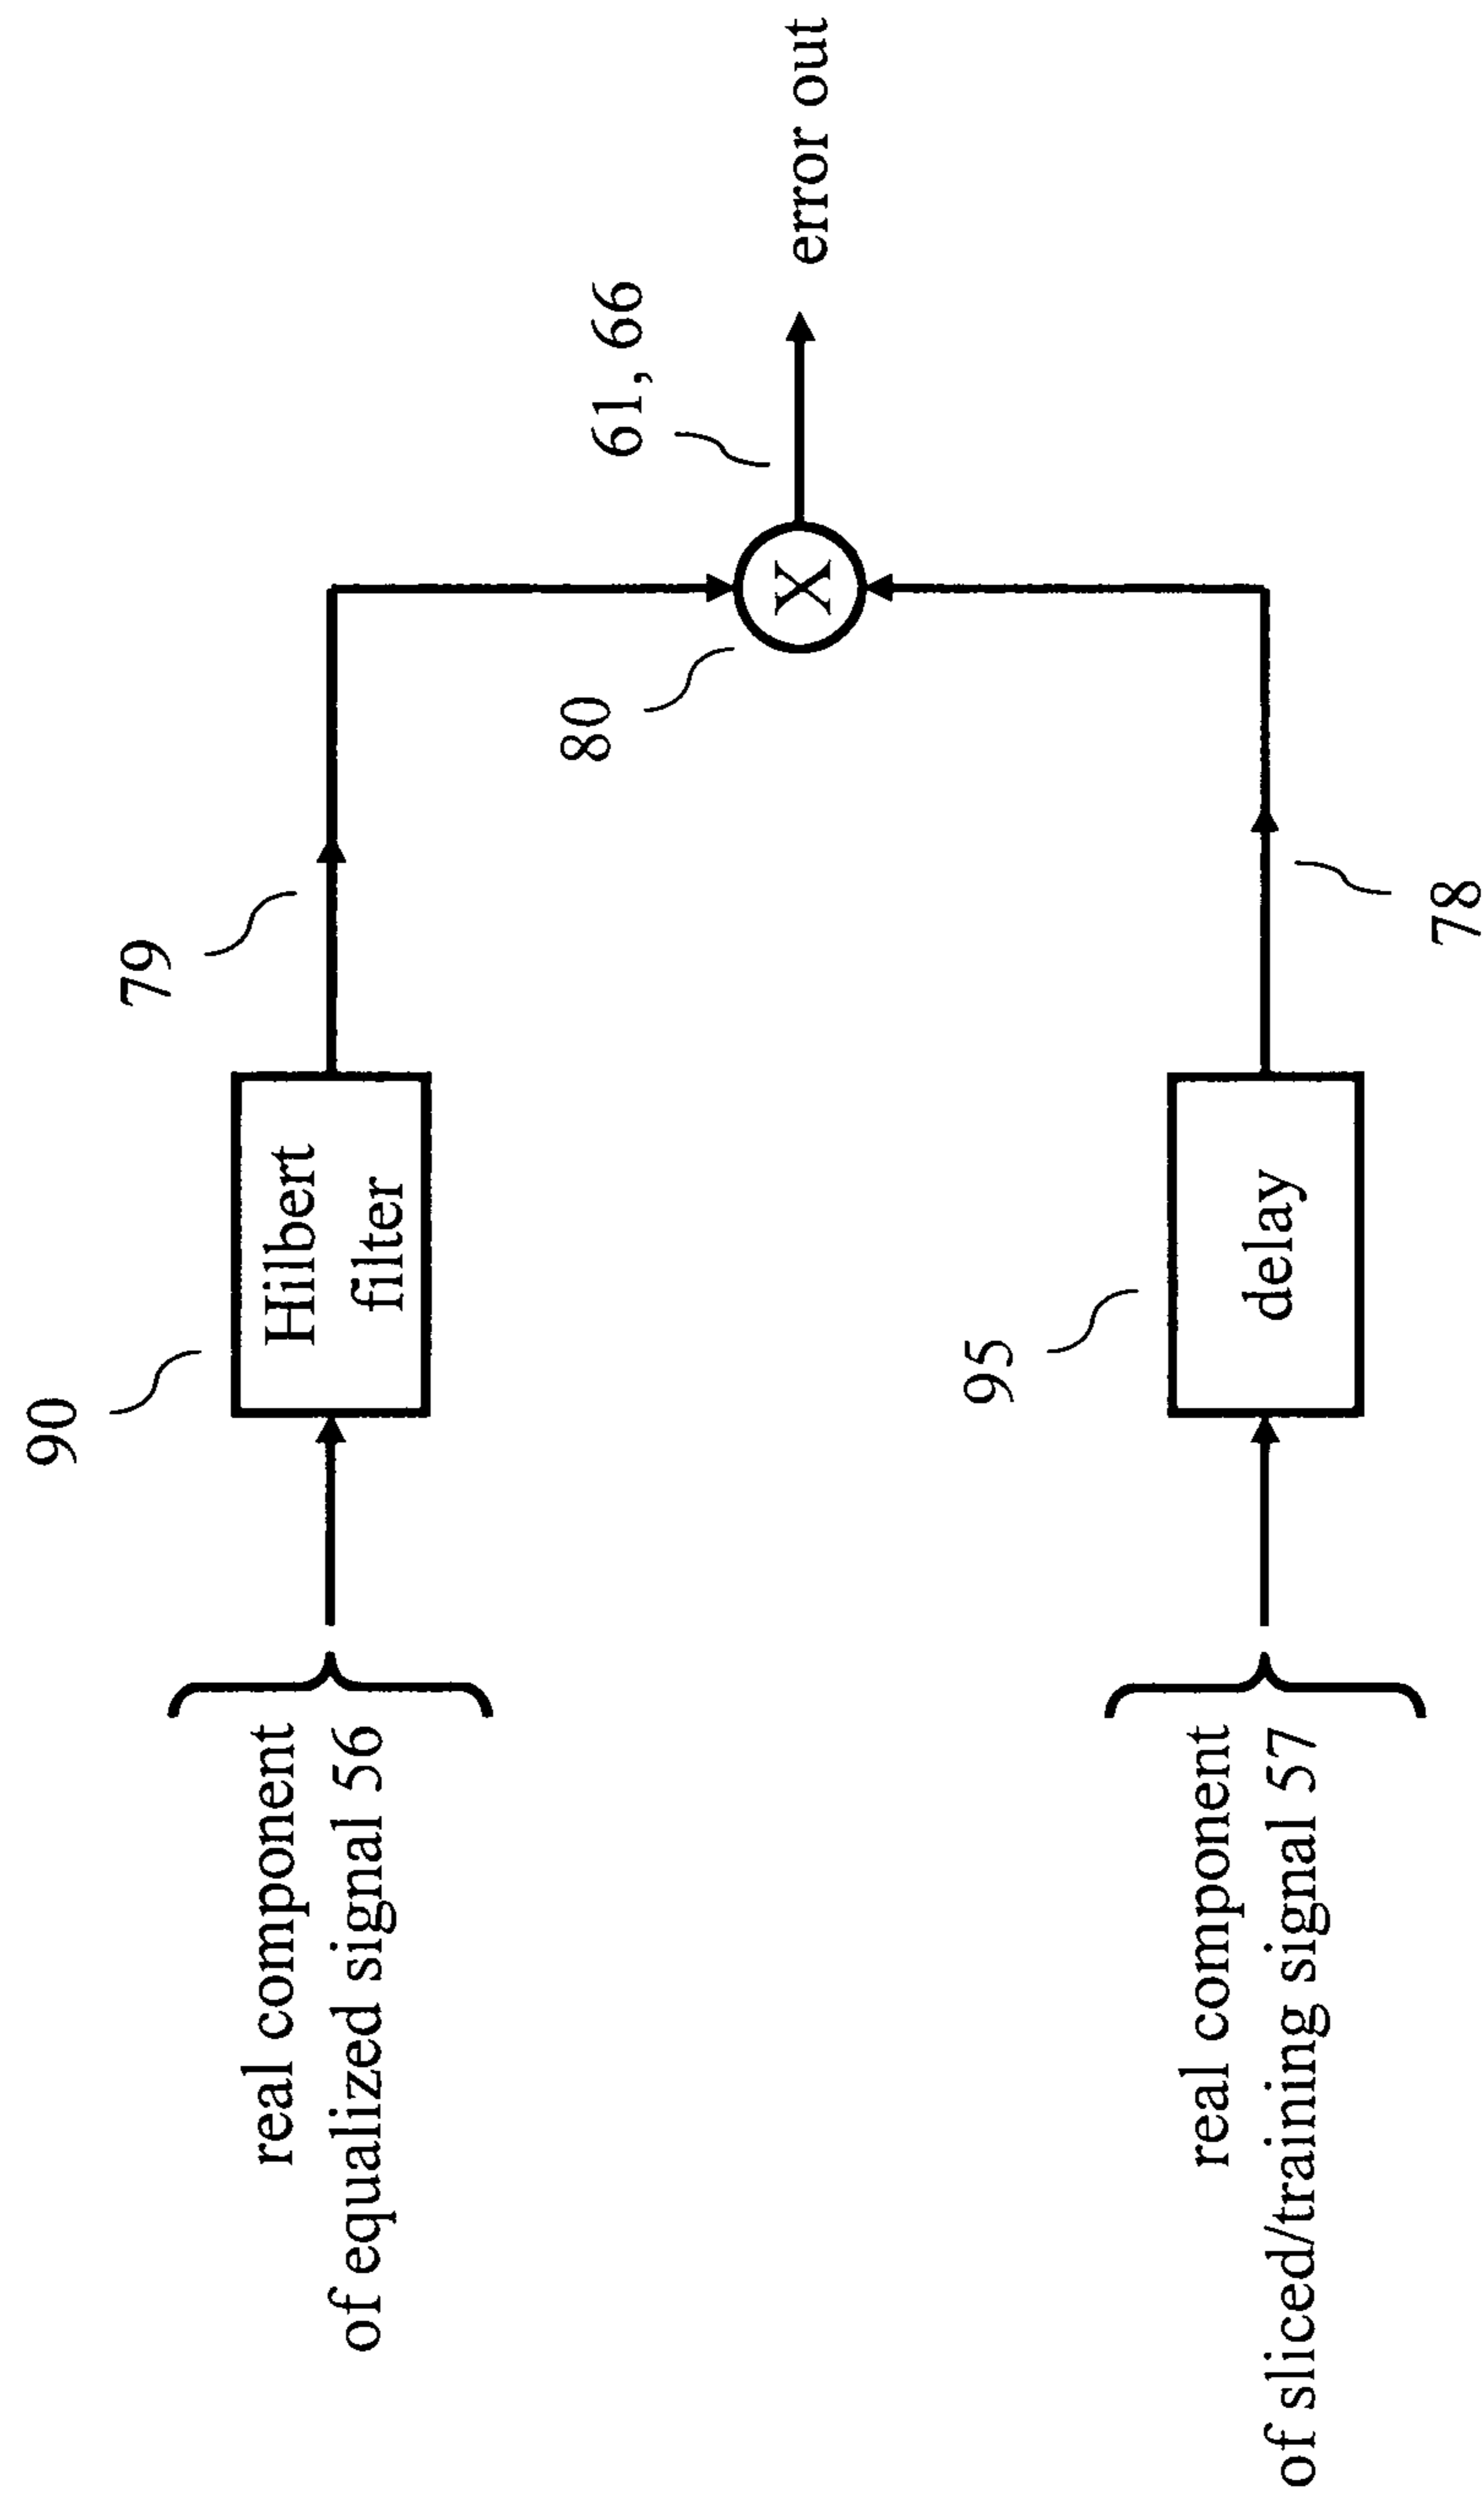 90
79
real component
of equalized signal 56
Hilbert
filter
80
61, 66
X
error out
95
real component
of sliced/training signal 57
delay
78